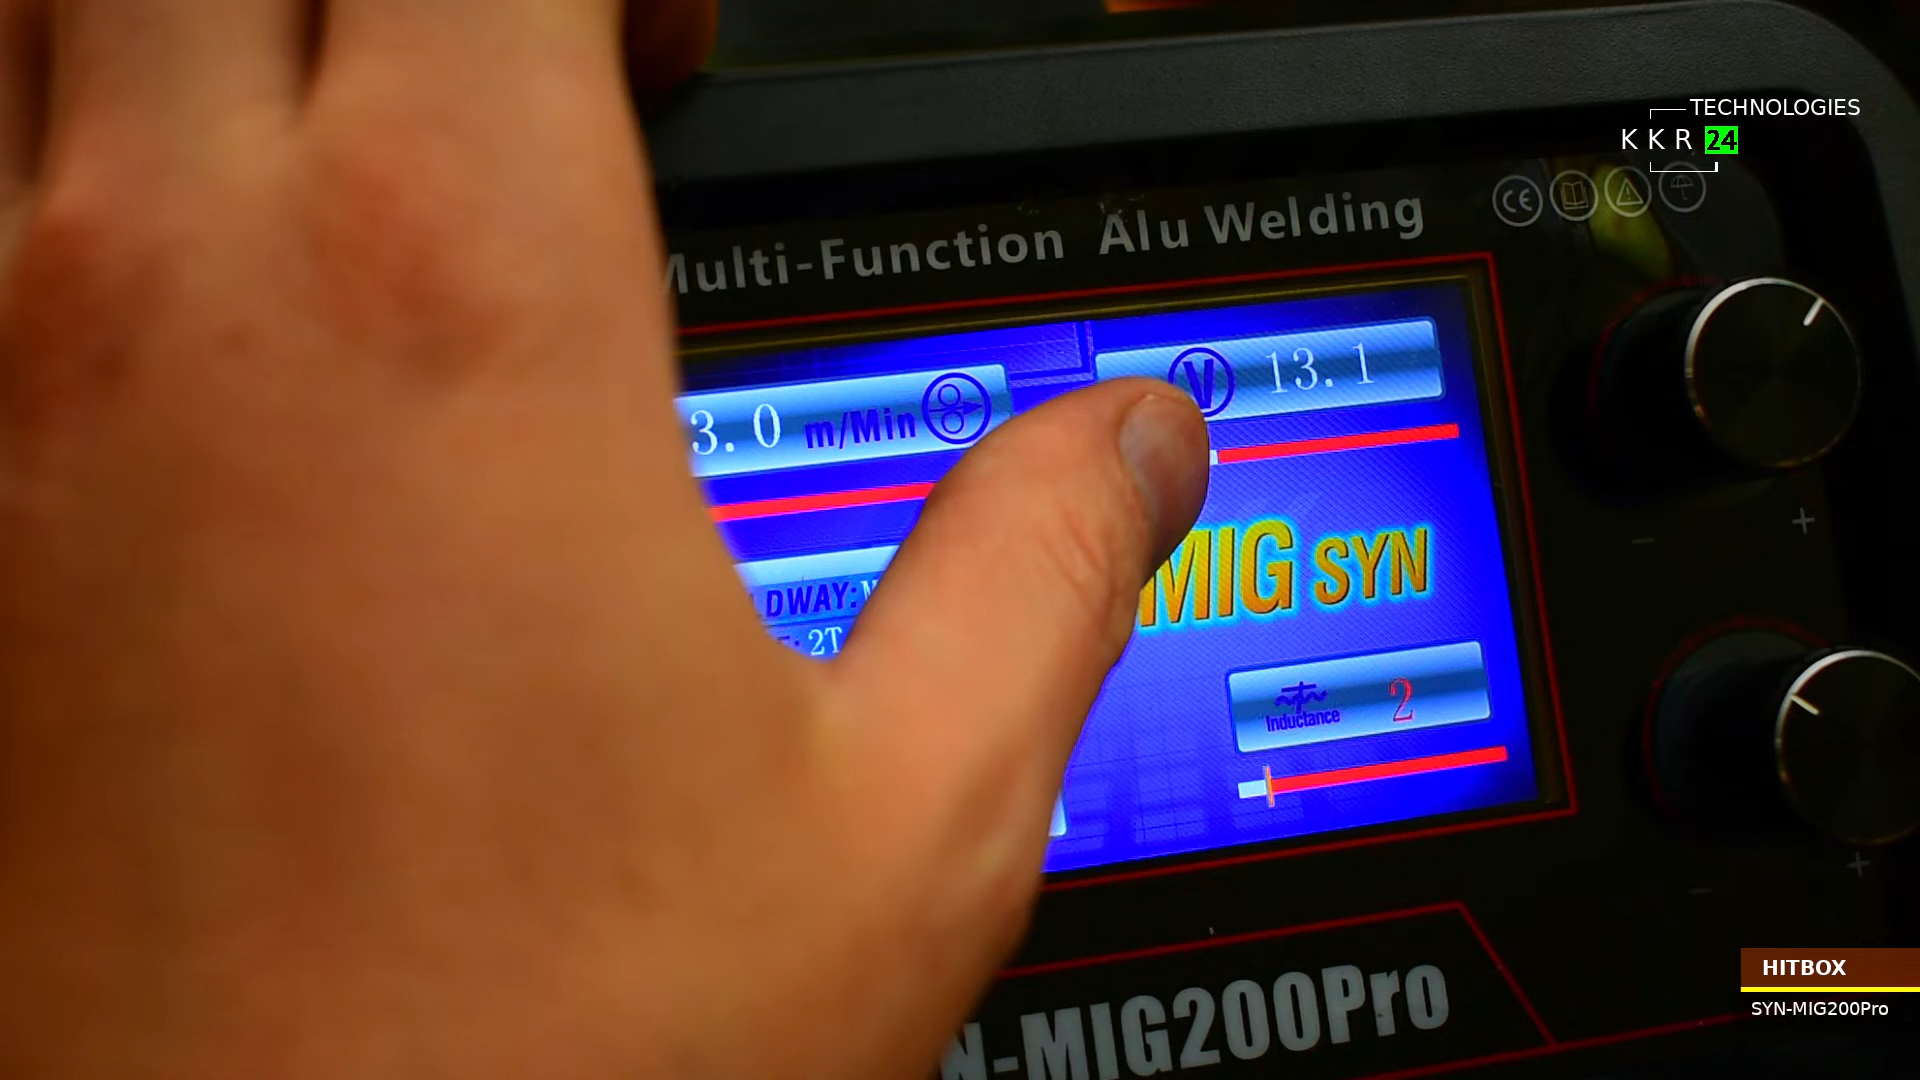 TECHNOLOGIES
KKR 24
CE
Multi-Function Alu Welding
V 13.1
3.0 m/Min
MIG SYN
DWAY:
: 2T
Inductance 2
- +
- +
N-MIG200Pro
HITBOX
SYN-MIG200Pro